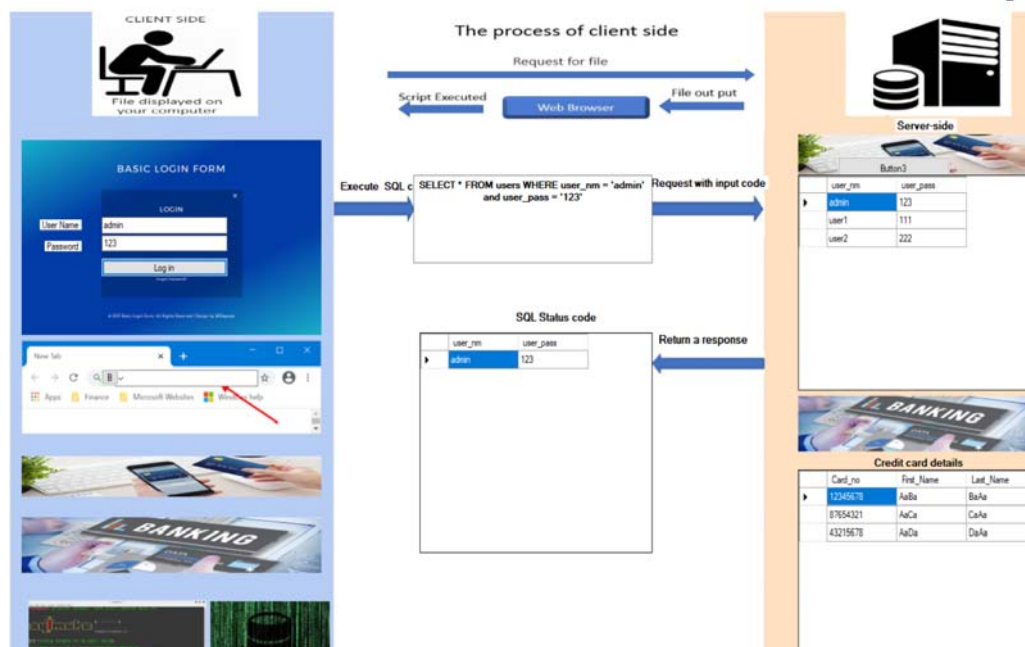 CLIENT SIDE
File displayed on
your computer
The process of client side
Request for file
Script Executed
Web Browser
File out put
Server-side
Button3
user_nm user_pass
admin 123
user1 111
user2 222
BASIC LOGIN FORM
LOGIN
User Name
admin
Password
123
Log in
Execute SQL c
SELECT * FROM users WHERE user_nm = 'admin'
and user_pass = '123'
Request with input code
SQL Status code
user_nm user_pass
admin 123
Return a response
New Tab
B
Apps Finance Microsoft Websites Windows help
BANKING
BANKING
Credit card details
Card_no First_Name Last_Name
12345678 AaBa BaAa
87654321 AaCa CaAa
43215678 AaDa DaAa